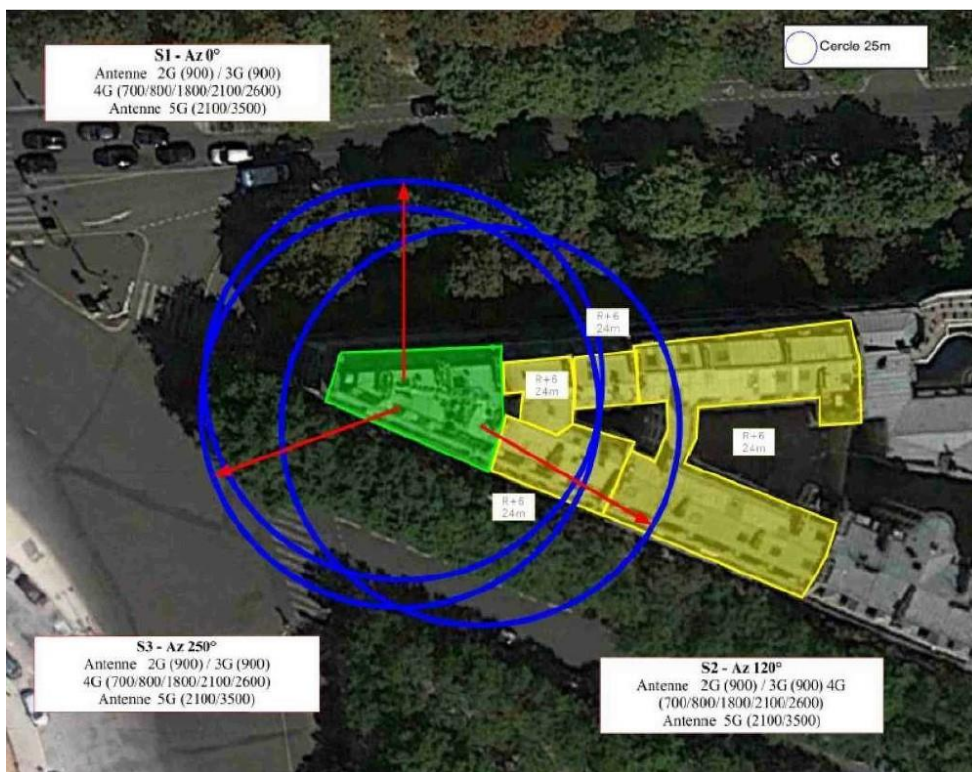 S1 - Az 0°
Antenne 2G (900) / 3G (900)
4G (700/800/1800/2100/2600)
Antenne 5G (2100/3500)
Cercle 25m
R+6
24m
R+6
24m
R+6
24m
R+6
24m
S3 - Az 250°
Antenne 2G (900) / 3G (900)
4G (700/800/1800/2100/2600)
Antenne 5G (2100/3500)
S2 - Az 120°
Antenne 2G (900) / 3G (900) 4G
(700/800/1800/2100/2600)
Antenne 5G (2100/3500)